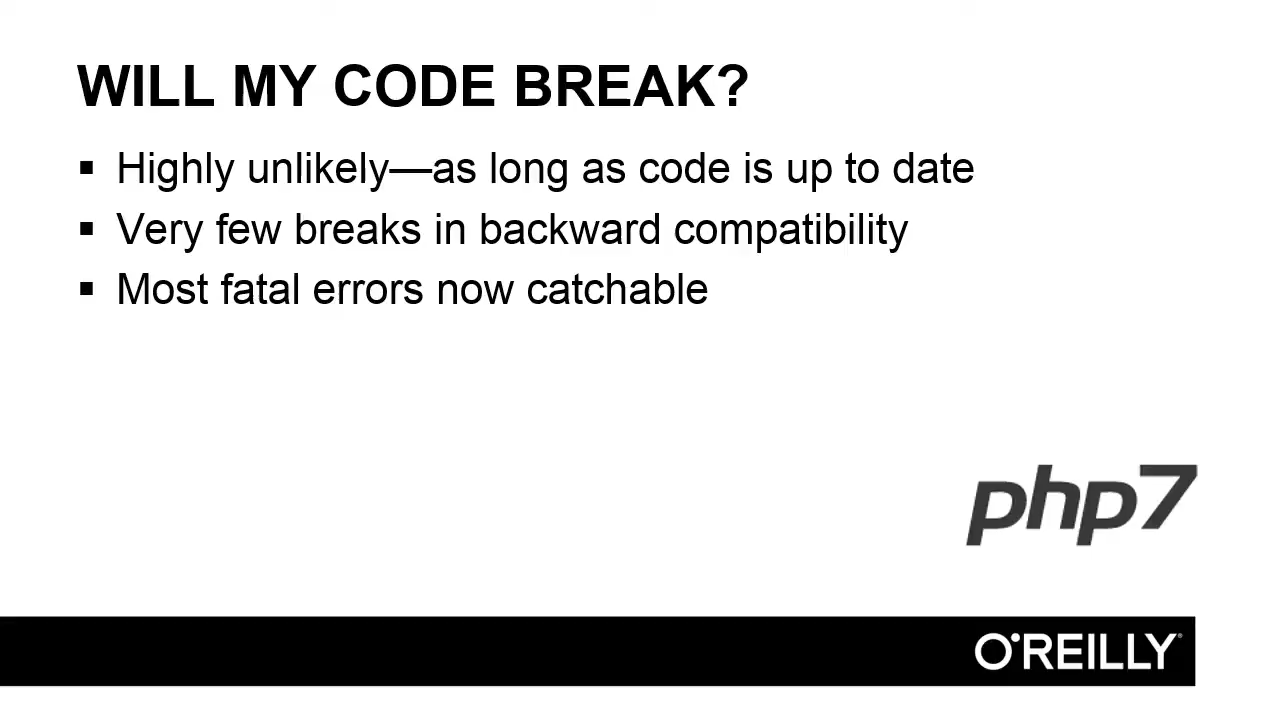 WILL MY CODE BREAK?
▪ Highly unlikely—as long as code is up to date
▪ Very few breaks in backward compatibility
▪ Most fatal errors now catchable
php7
O'REILLY®